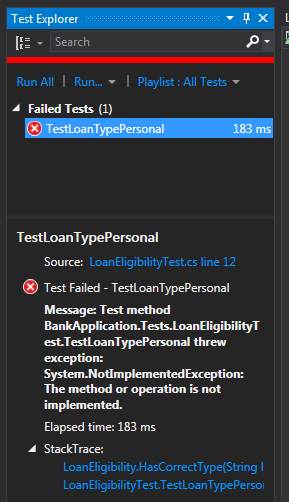 Test Explorer
Search
Run All | Run... | Playlist : All Tests
Failed Tests (1)
TestLoanTypePersonal 183 ms
TestLoanTypePersonal
Source: LoanEligibilityTest.cs line 12
Test Failed - TestLoanTypePersonal
Message: Test method
BankApplication.Tests.LoanEligibilityT
est.TestLoanTypePersonal threw
exception:
System.NotImplementedException:
The method or operation is not
implemented.
Elapsed time: 183 ms
StackTrace:
LoanEligibility.HasCorrectType(String l
LoanEligibilityTest.TestLoanTypePerso